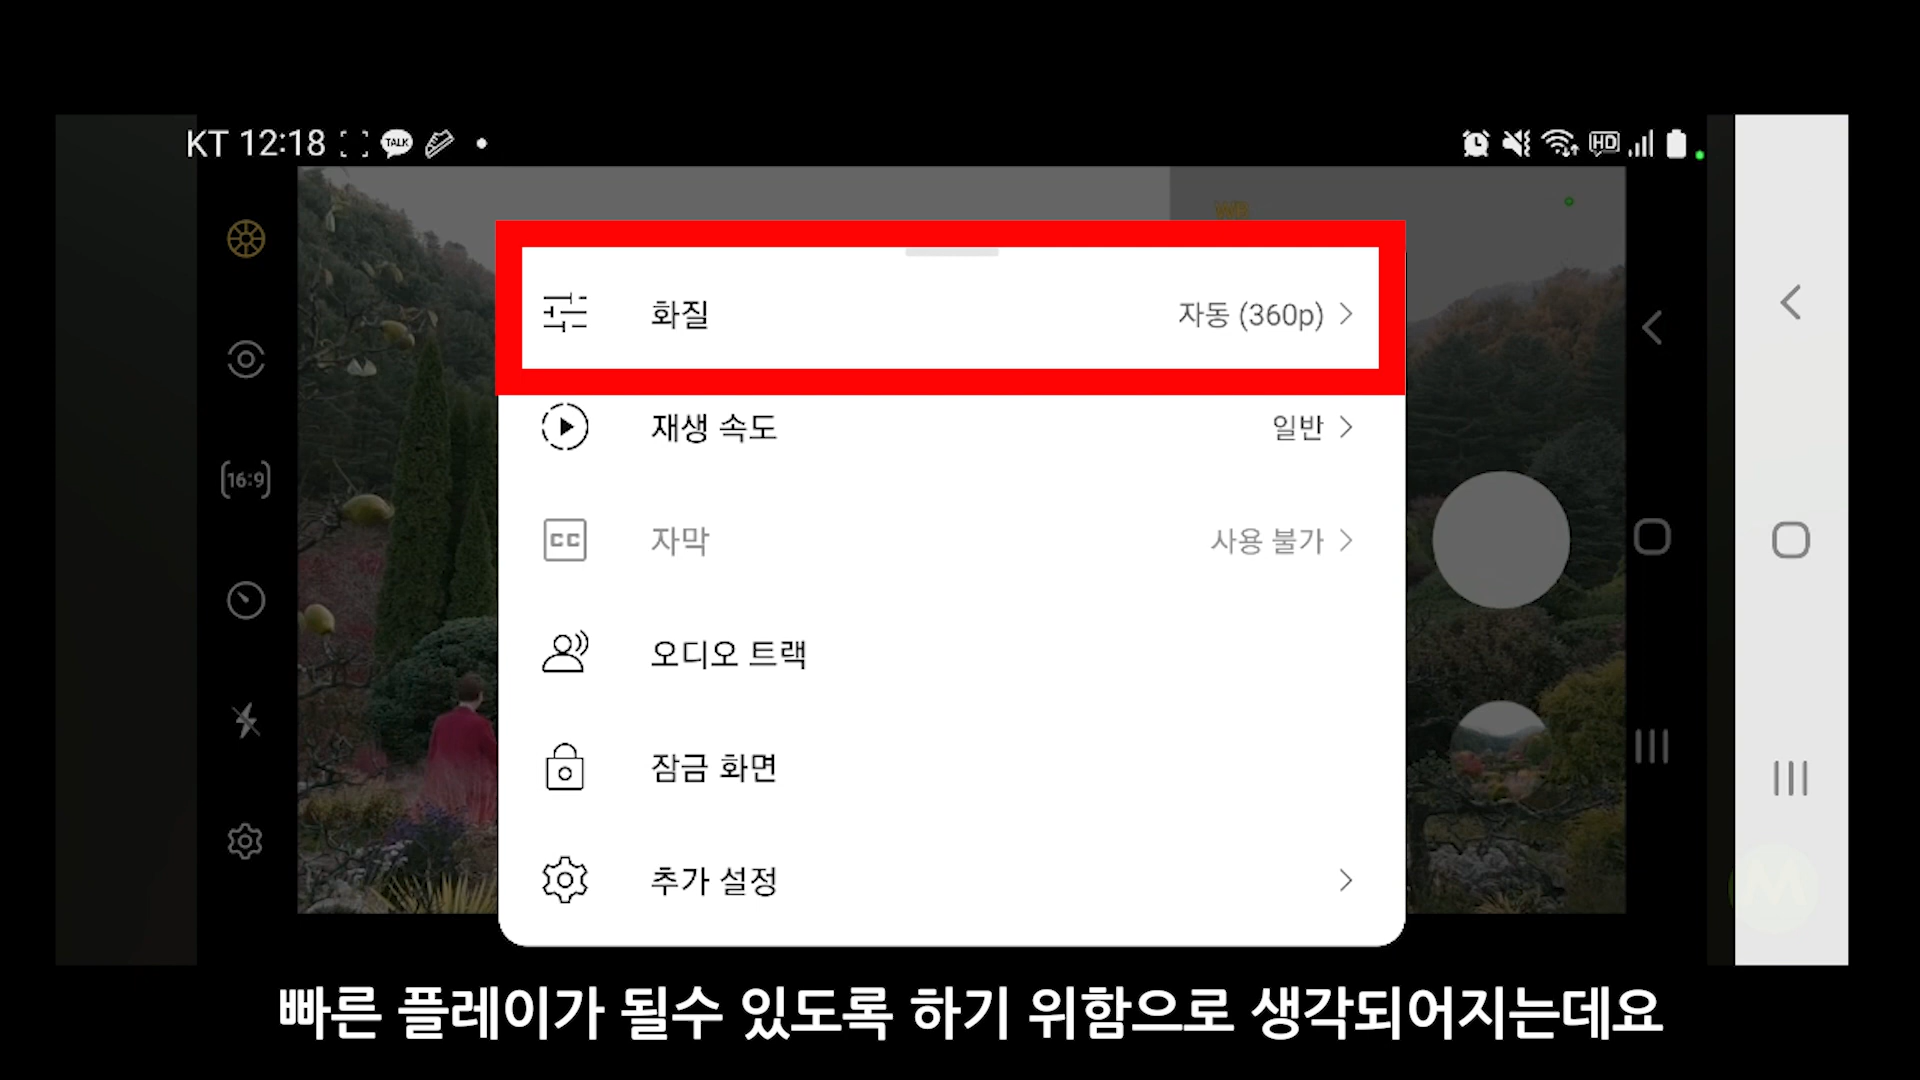 KT 12:18
TALK
HD
WB
16:9
화질
자동 (360p)
재생 속도
일반
CC
자막
사용 불가
오디오 트랙
잠금 화면
추가 설정
M
빠른 플레이가 될수 있도록 하기 위함으로 생각되어지는데요